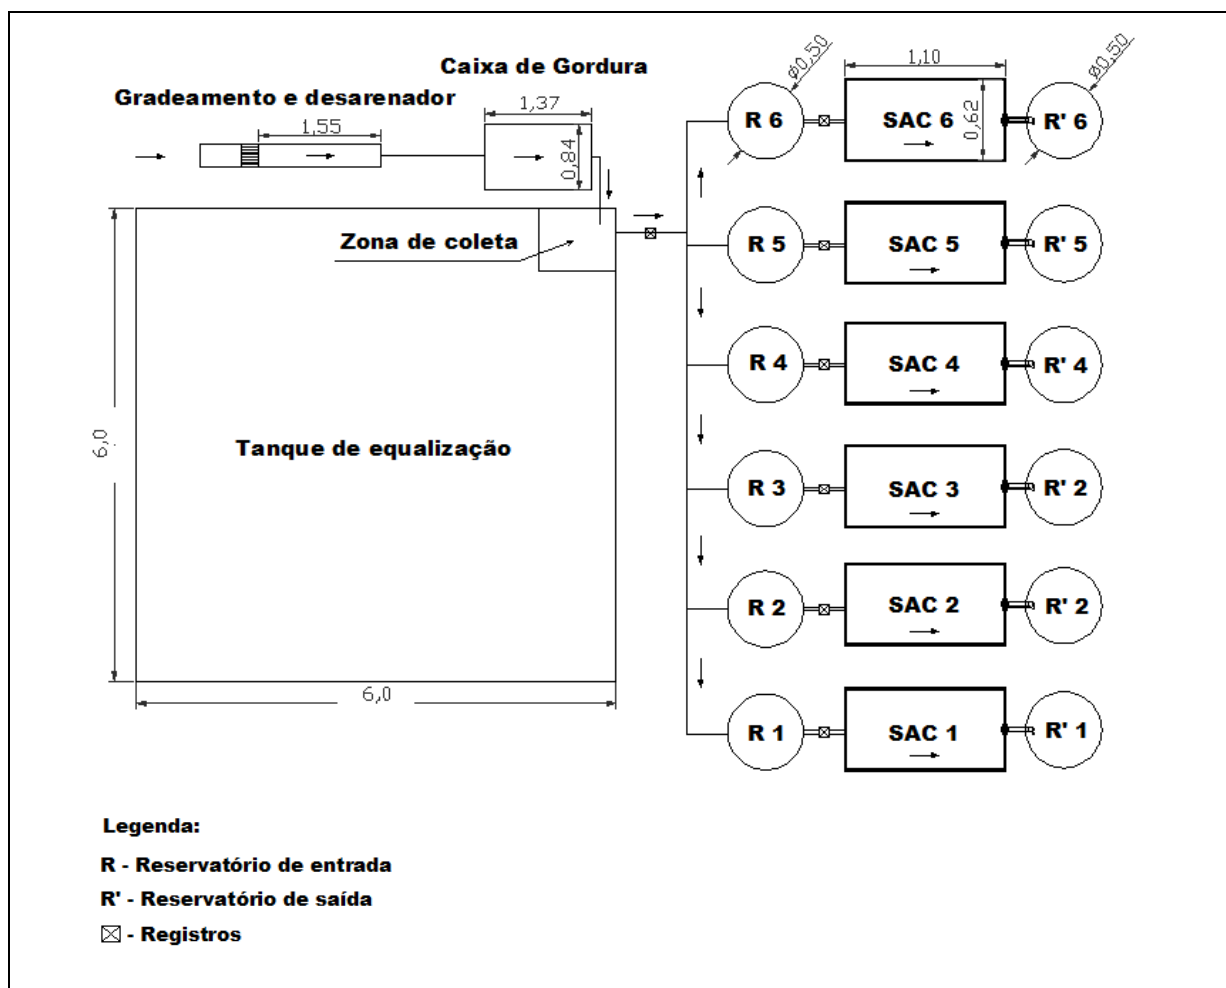 Caixa de Gordura
Gradeamento e desarenador
1,55
1,37
0,84
Zona de coleta
Tanque de equalização
6,0
6,0
ø0,50
1,10
0,62
ø0,50
R 6
SAC 6
R' 6
R 5
SAC 5
R' 5
R 4
SAC 4
R' 4
R 3
SAC 3
R' 2
R 2
SAC 2
R' 2
R 1
SAC 1
R' 1
Legenda:
R - Reservatório de entrada
R' - Reservatório de saída
- Registros